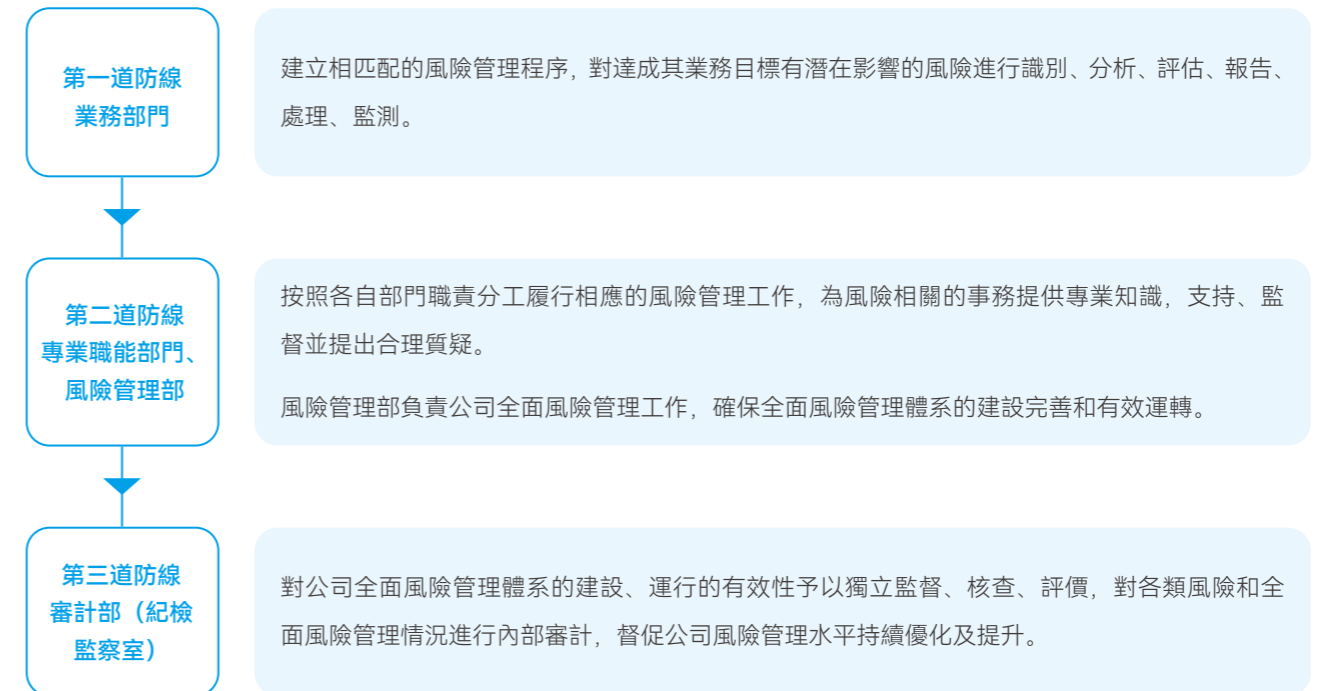 第一道防線
業務部門
建立相匹配的風險管理程序，對達成其業務目標有潛在影響的風險進行識別、分析、評估、報告、
處理、監測。
第二道防線
專業職能部門、
風險管理部
按照各自部門職責分工履行相應的風險管理工作，為風險相關的事務提供專業知識，支持、監
督並提出合理質疑。
風險管理部負責公司全面風險管理工作，確保全面風險管理體系的建設完善和有效運轉。
第三道防線
審計部（紀檢
監察室）
對公司全面風險管理體系的建設、運行的有效性予以獨立監督、核查、評價，對各類風險和全
面風險管理情況進行內部審計，督促公司風險管理水平持續優化及提升。